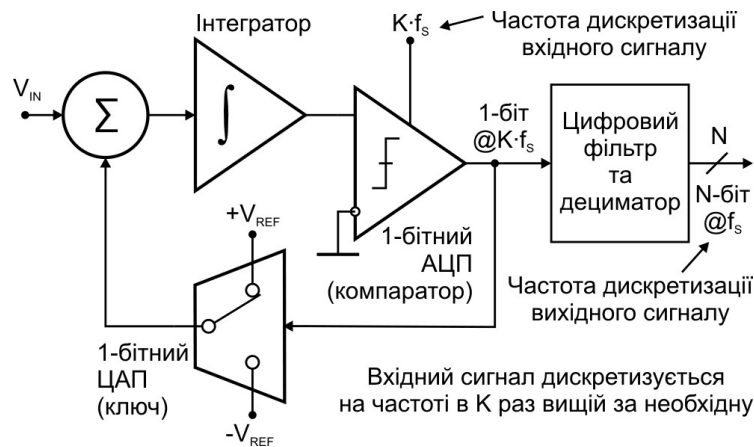 Інтегратор
K·fS
Частота дискретизації
вхідного сигналу
VIN
Σ
∫
1-біт
@K·fS
Цифровий
фільтр
та
дециматор
N
N-біт
@fS
+VREF
1-бітний
АЦП
(компаратор)
Частота дискретизації
вихідного сигналу
1-бітний
ЦАП
(ключ)
-VREF
Вхідний сигнал дискретизується
на частоті в K раз вищій за необхідну